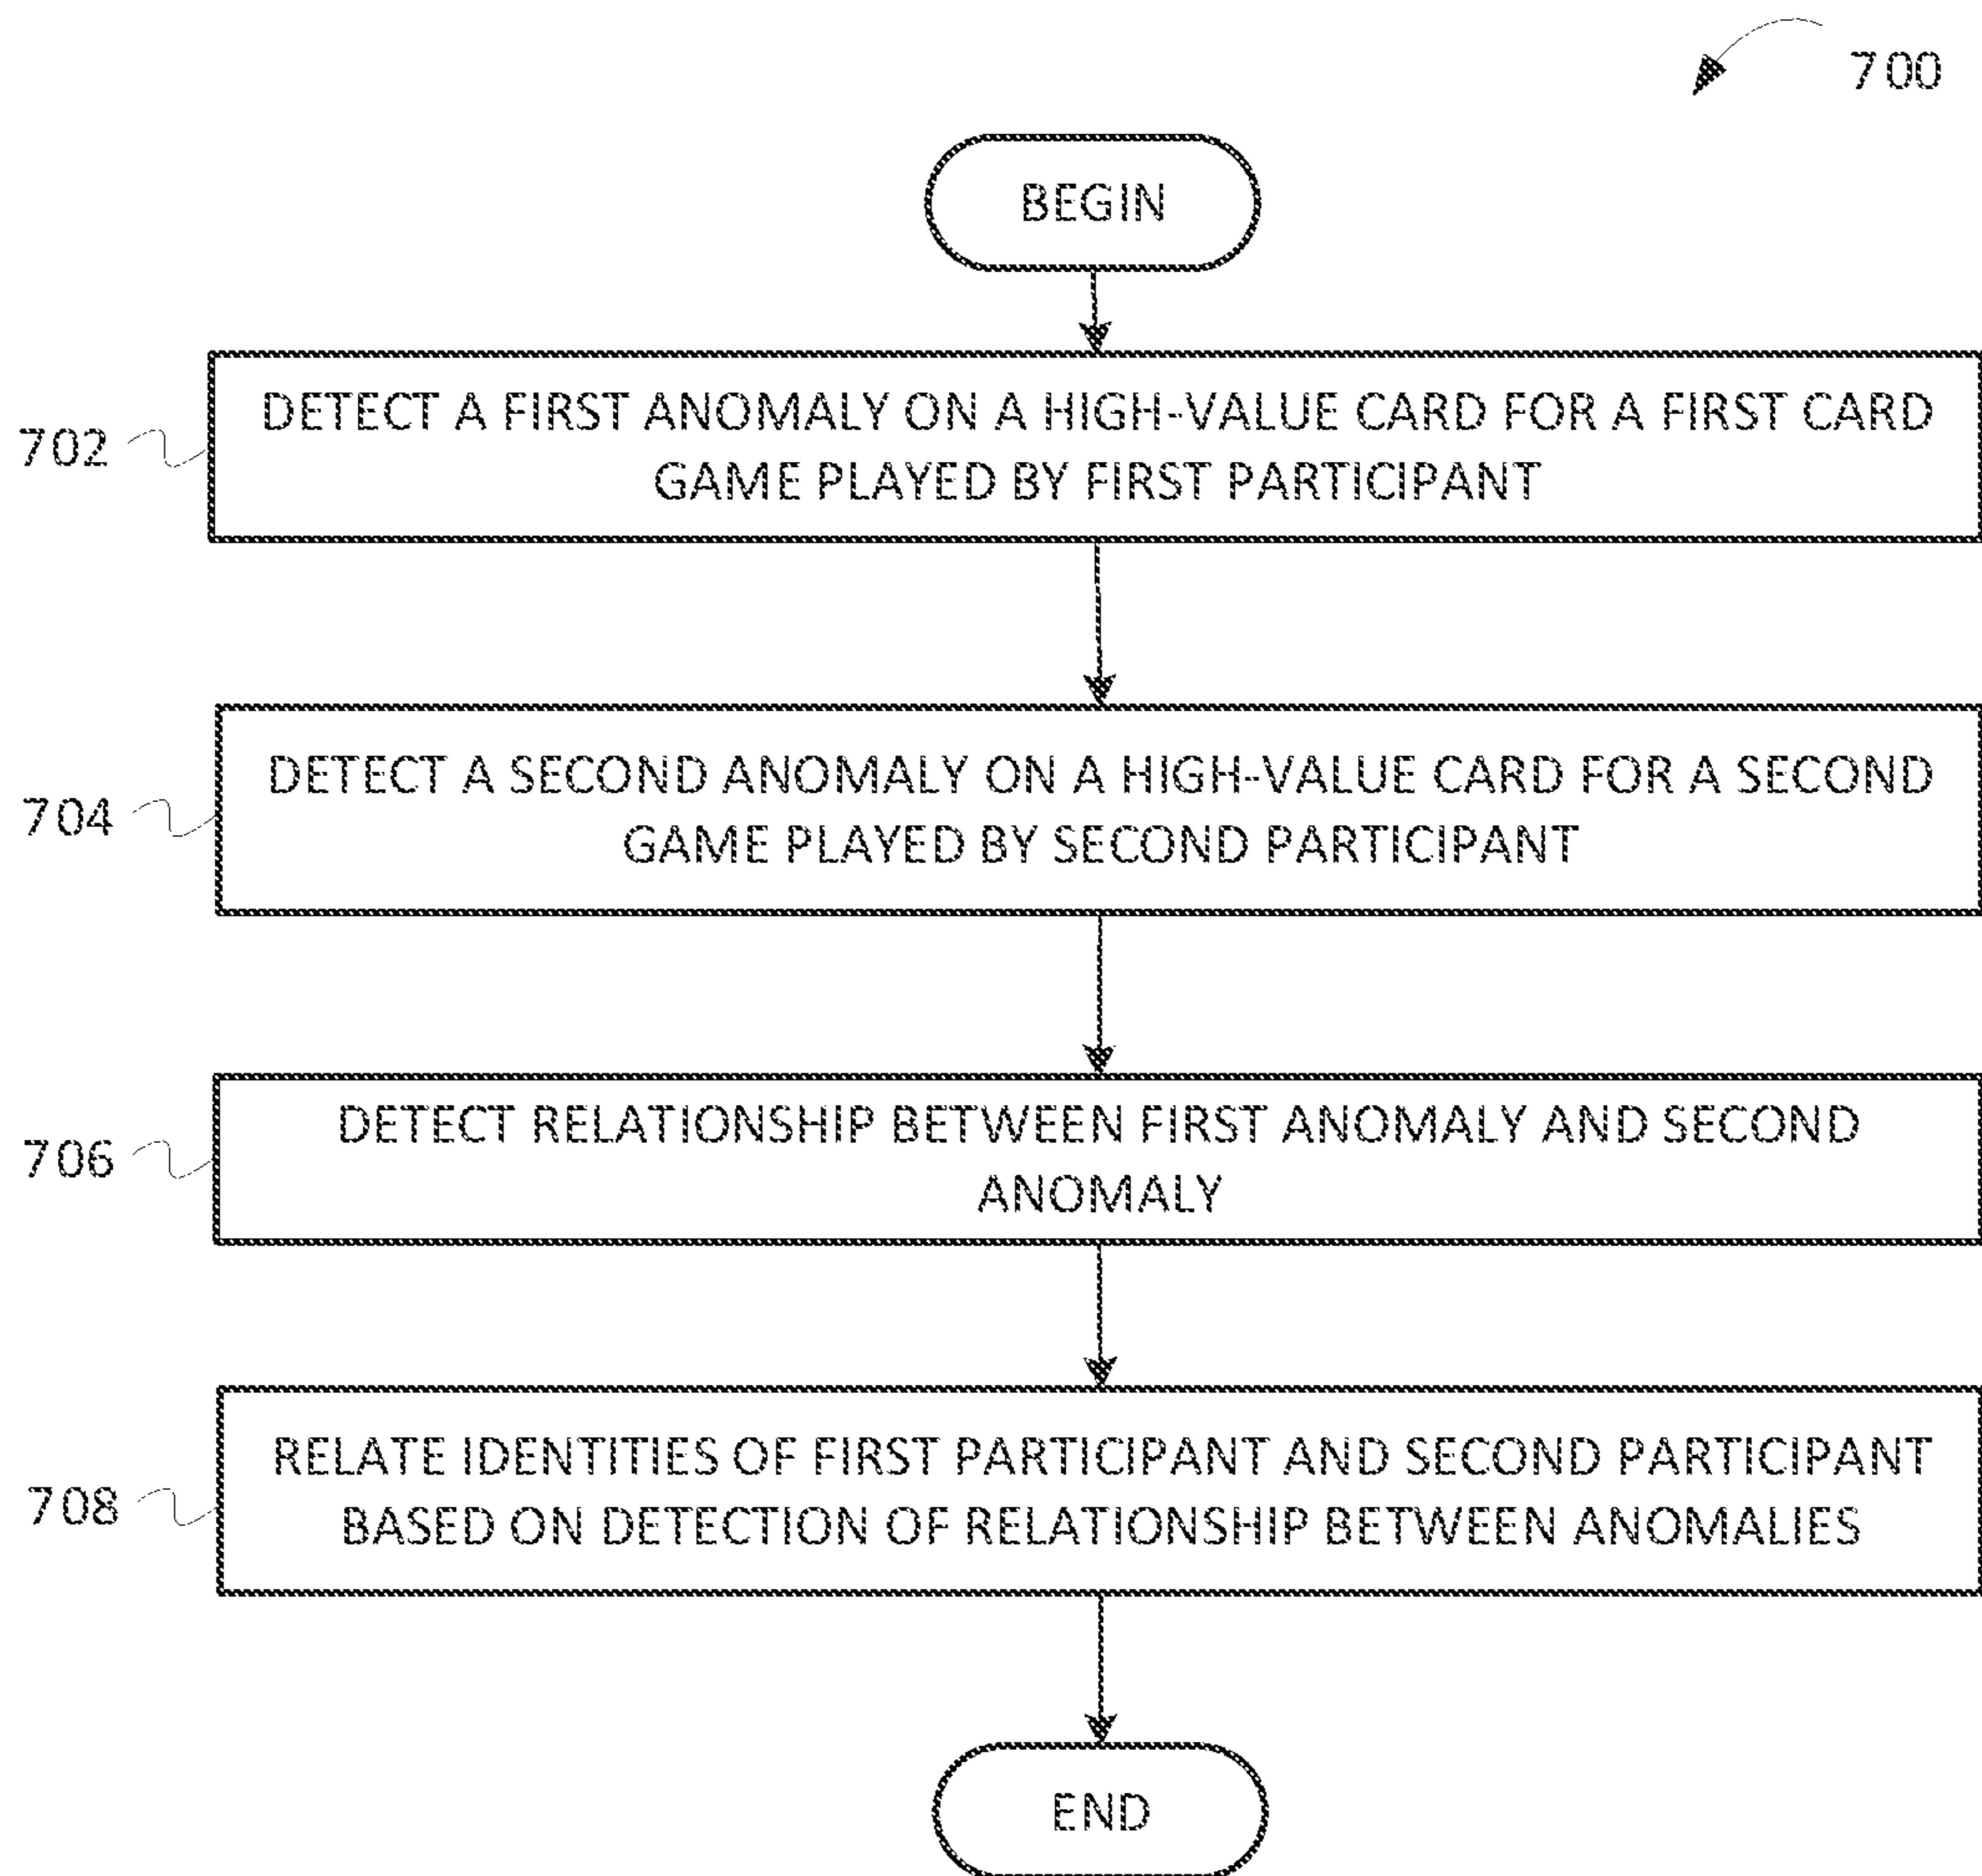 700
BEGIN
702
DETECT A FIRST ANOMALY ON A HIGH-VALUE CARD FOR A FIRST CARD
GAME PLAYED BY FIRST PARTICIPANT
704
DETECT A SECOND ANOMALY ON A HIGH-VALUE CARD FOR A SECOND
GAME PLAYED BY SECOND PARTICIPANT
706
DETECT RELATIONSHIP BETWEEN FIRST ANOMALY AND SECOND
ANOMALY
708
RELATE IDENTITIES OF FIRST PARTICIPANT AND SECOND PARTICIPANT
BASED ON DETECTION OF RELATIONSHIP BETWEEN ANOMALIES
END